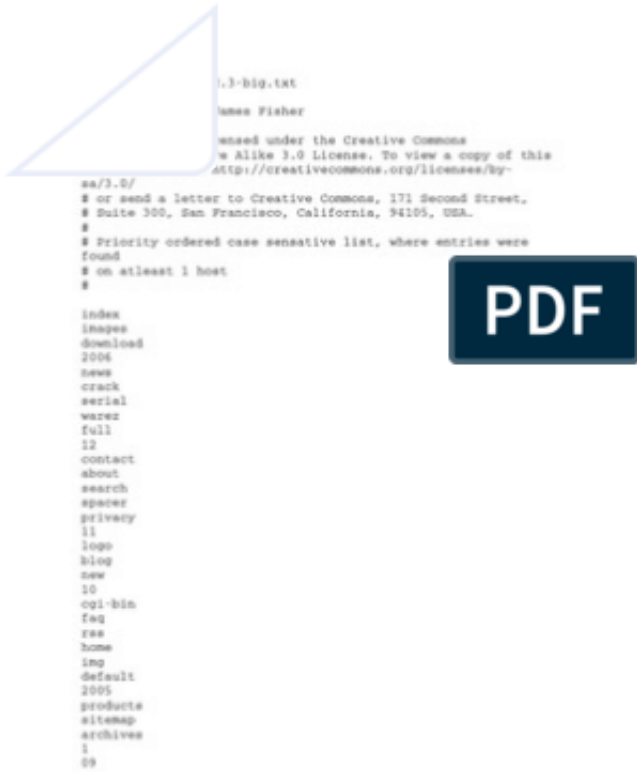 .3-big.txt
James Fisher
ensed under the Creative Commons
e Alike 3.0 License. To view a copy of this
http://creativecommons.org/licenses/by-
sa/3.0/
# or send a letter to Creative Commons, 171 Second Street,
# Suite 300, San Francisco, California, 94105, USA.
#
# Priority ordered case sensative list, where entries were
found
# on atleast 1 host
#
PDF
index
images
download
2006
news
crack
serial
warez
full
12
contact
about
search
spacer
privacy
11
logo
blog
new
10
cgi-bin
faq
rss
home
img
default
2005
products
sitemap
archives
1
09